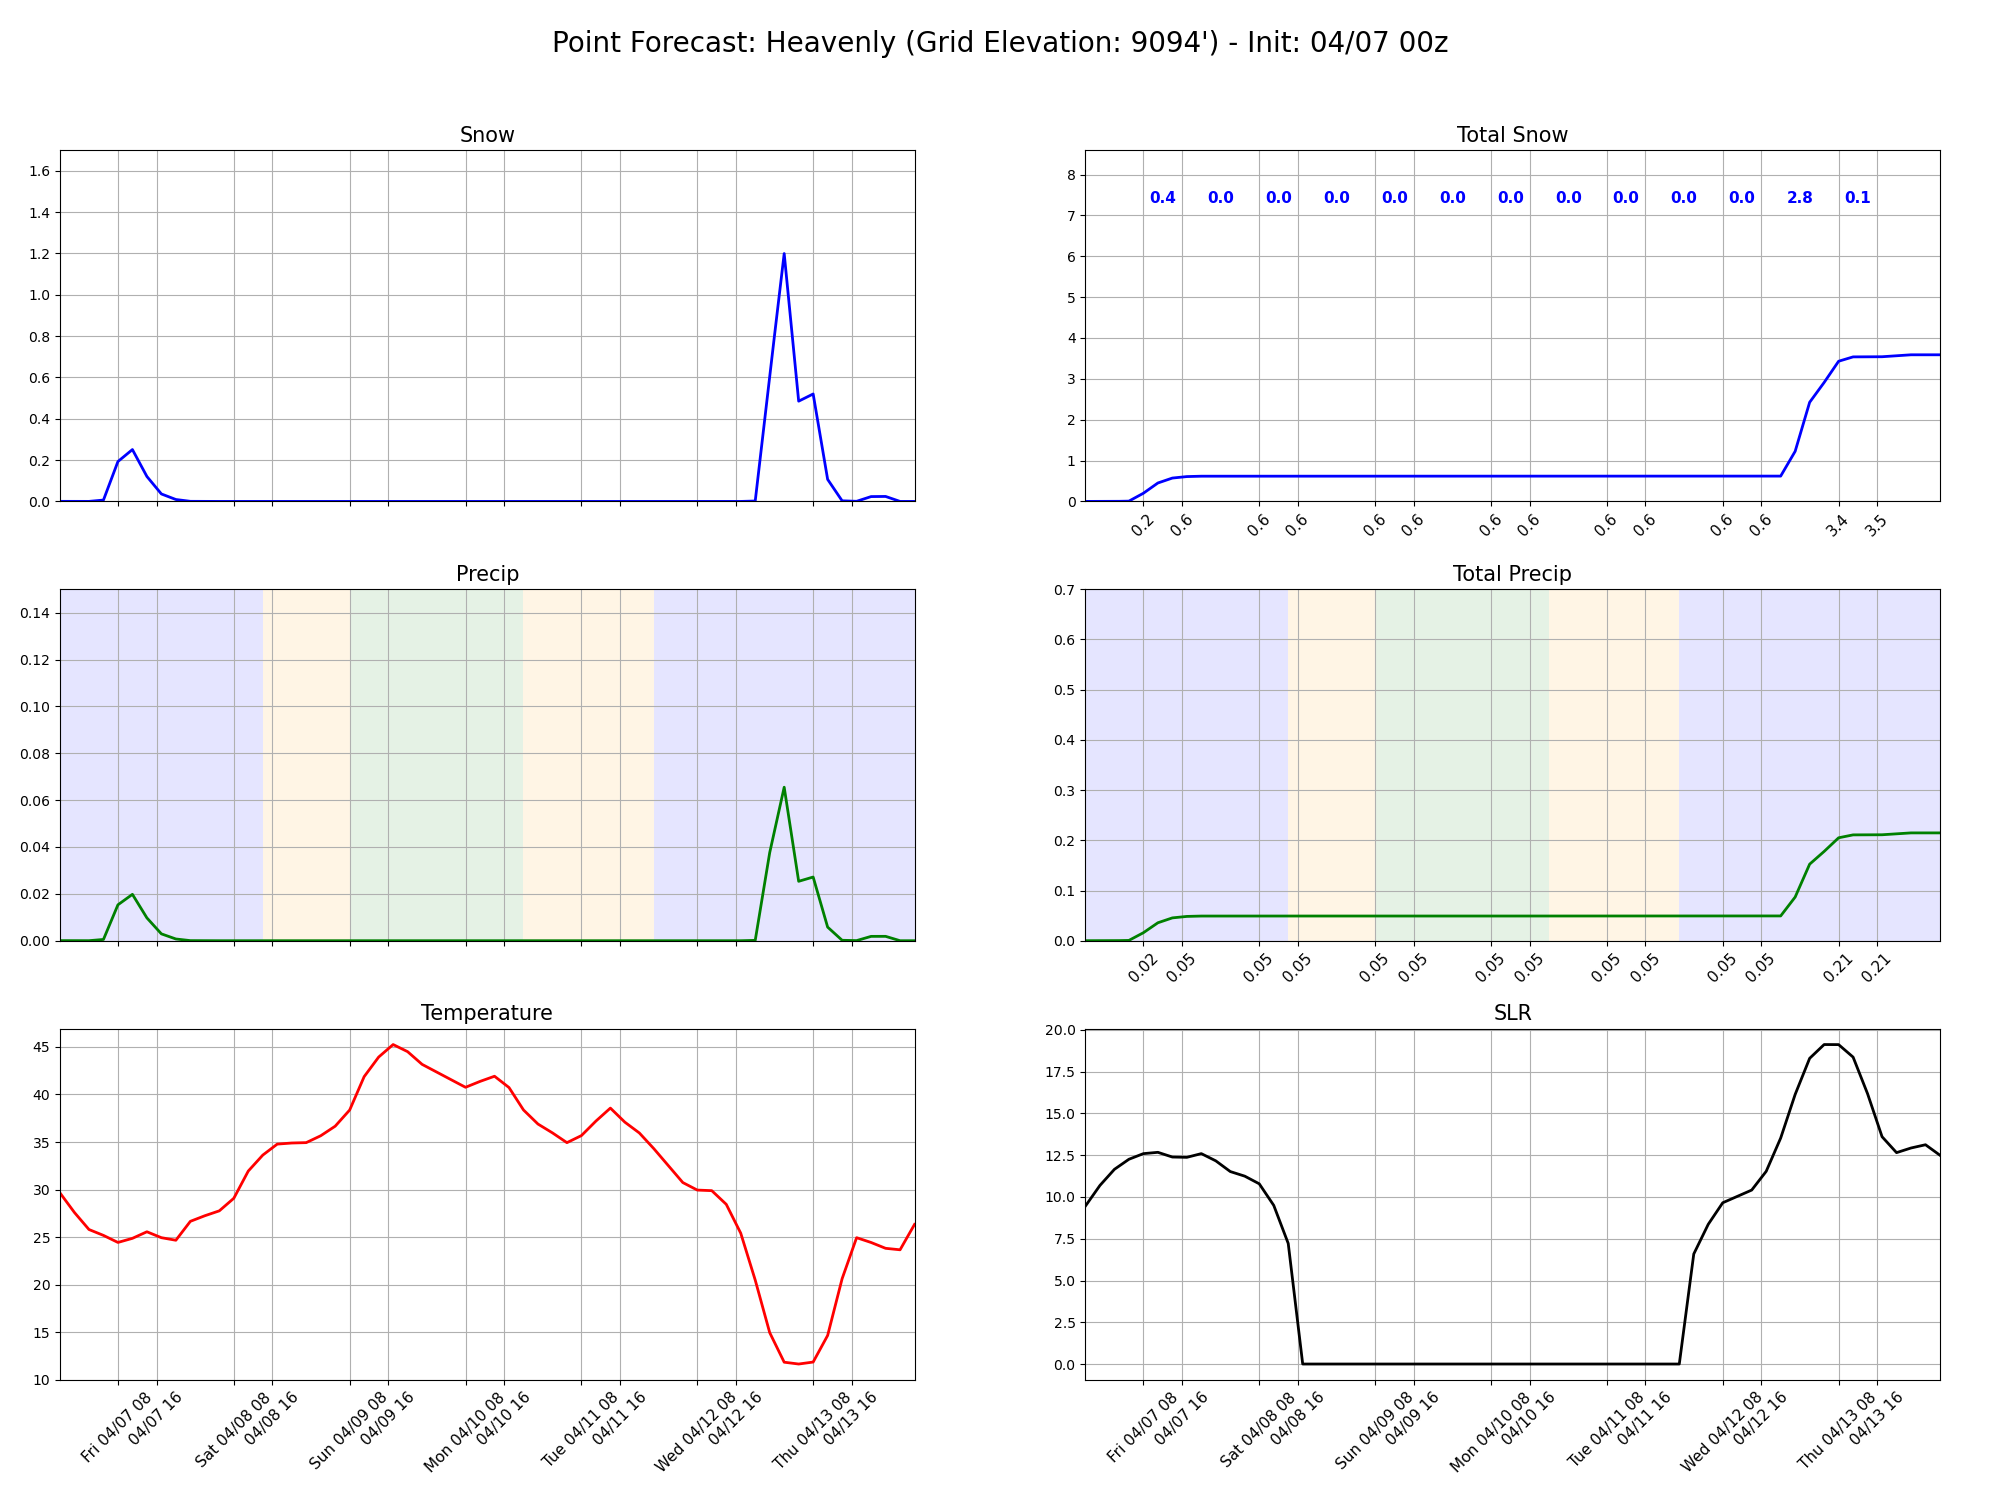 Point Forecast: Heavenly (Grid Elevation: 9094') - Init: 04/07 00z
Snow
1.6
1.4
1.2
1.0
0.8
0.6
0.4
0.2
0.0
Total Snow
8
7
6
5
4
3
2
1
0
0.4 0.0 0.0 0.0 0.0 0.0 0.0 0.0 0.0 0.0 0.0 2.8 0.1
0.2 0.6 0.6 0.6 0.6 0.6 0.6 0.6 0.6 0.6 0.6 0.6 3.4 3.5
Precip
0.14
0.12
0.10
0.08
0.06
0.04
0.02
0.00
Total Precip
0.7
0.6
0.5
0.4
0.3
0.2
0.1
0.0
0.02 0.05 0.05 0.05 0.05 0.05 0.05 0.05 0.05 0.05 0.05 0.05 0.21 0.21
Temperature
45
40
35
30
25
20
15
10
Fri 04/07 08
04/07 16
Sat 04/08 08
04/08 16
Sun 04/09 08
04/09 16
Mon 04/10 08
04/10 16
Tue 04/11 08
04/11 16
Wed 04/12 08
04/12 16
Thu 04/13 08
04/13 16
SLR
20.0
17.5
15.0
12.5
10.0
7.5
5.0
2.5
0.0
Fri 04/07 08
04/07 16
Sat 04/08 08
04/08 16
Sun 04/09 08
04/09 16
Mon 04/10 08
04/10 16
Tue 04/11 08
04/11 16
Wed 04/12 08
04/12 16
Thu 04/13 08
04/13 16